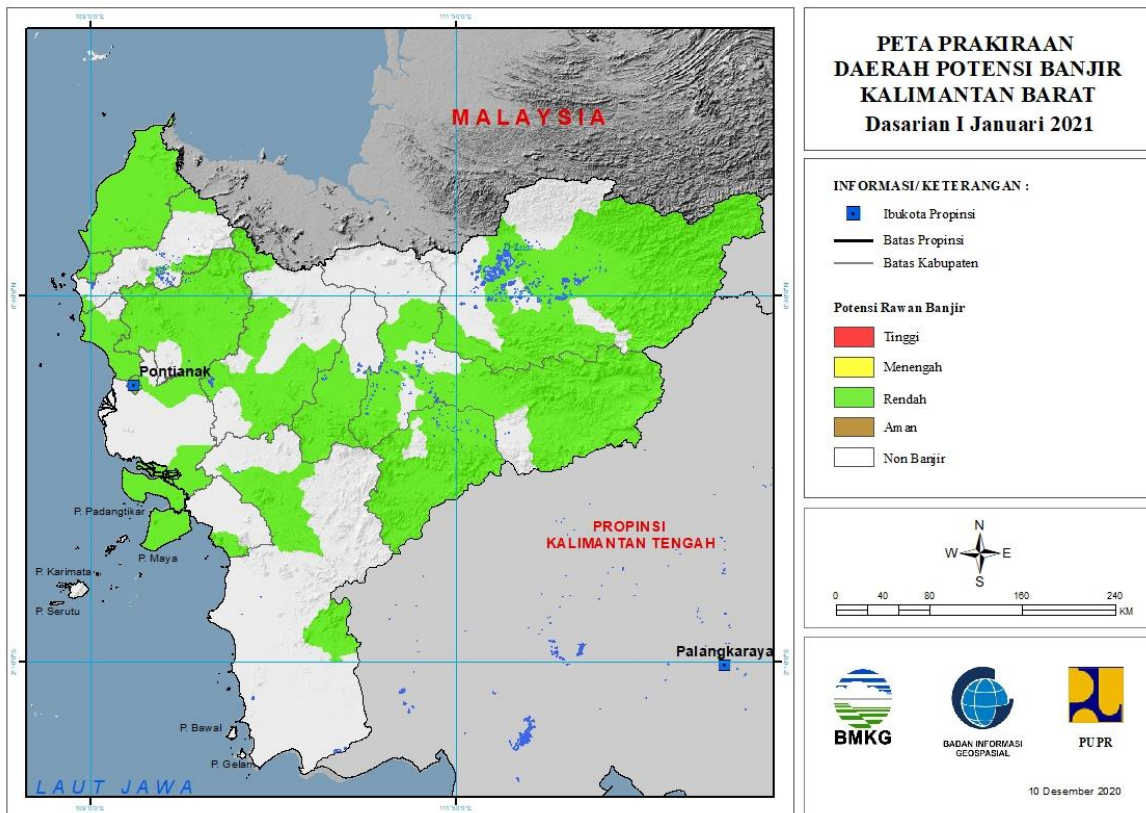 PETA PRAKIRAAN
DAERAH POTENSI BANJIR
KALIMANTAN BARAT
Dasarian I Januari 2021
INFORMASI/ KETERANGAN :
Ibukota Propinsi
Batas Propinsi
Batas Kabupaten
Potensi Rawan Banjir
Tinggi
Menengah
Rendah
Aman
Non Banjir
N
W E
S
0 40 80 160 240
KM
BMKG
BADAN INFORMASI
GEOSPASIAL
PUPR
10 Desember 2020
MALAYSIA
Pontianak
P. Padangtikar
P. Maya
P. Karimata
P. Serutu
PROPINSI
KALIMANTAN TENGAH
Palangkaraya
P. Bawal
P. Gelam
LAUT JAWA